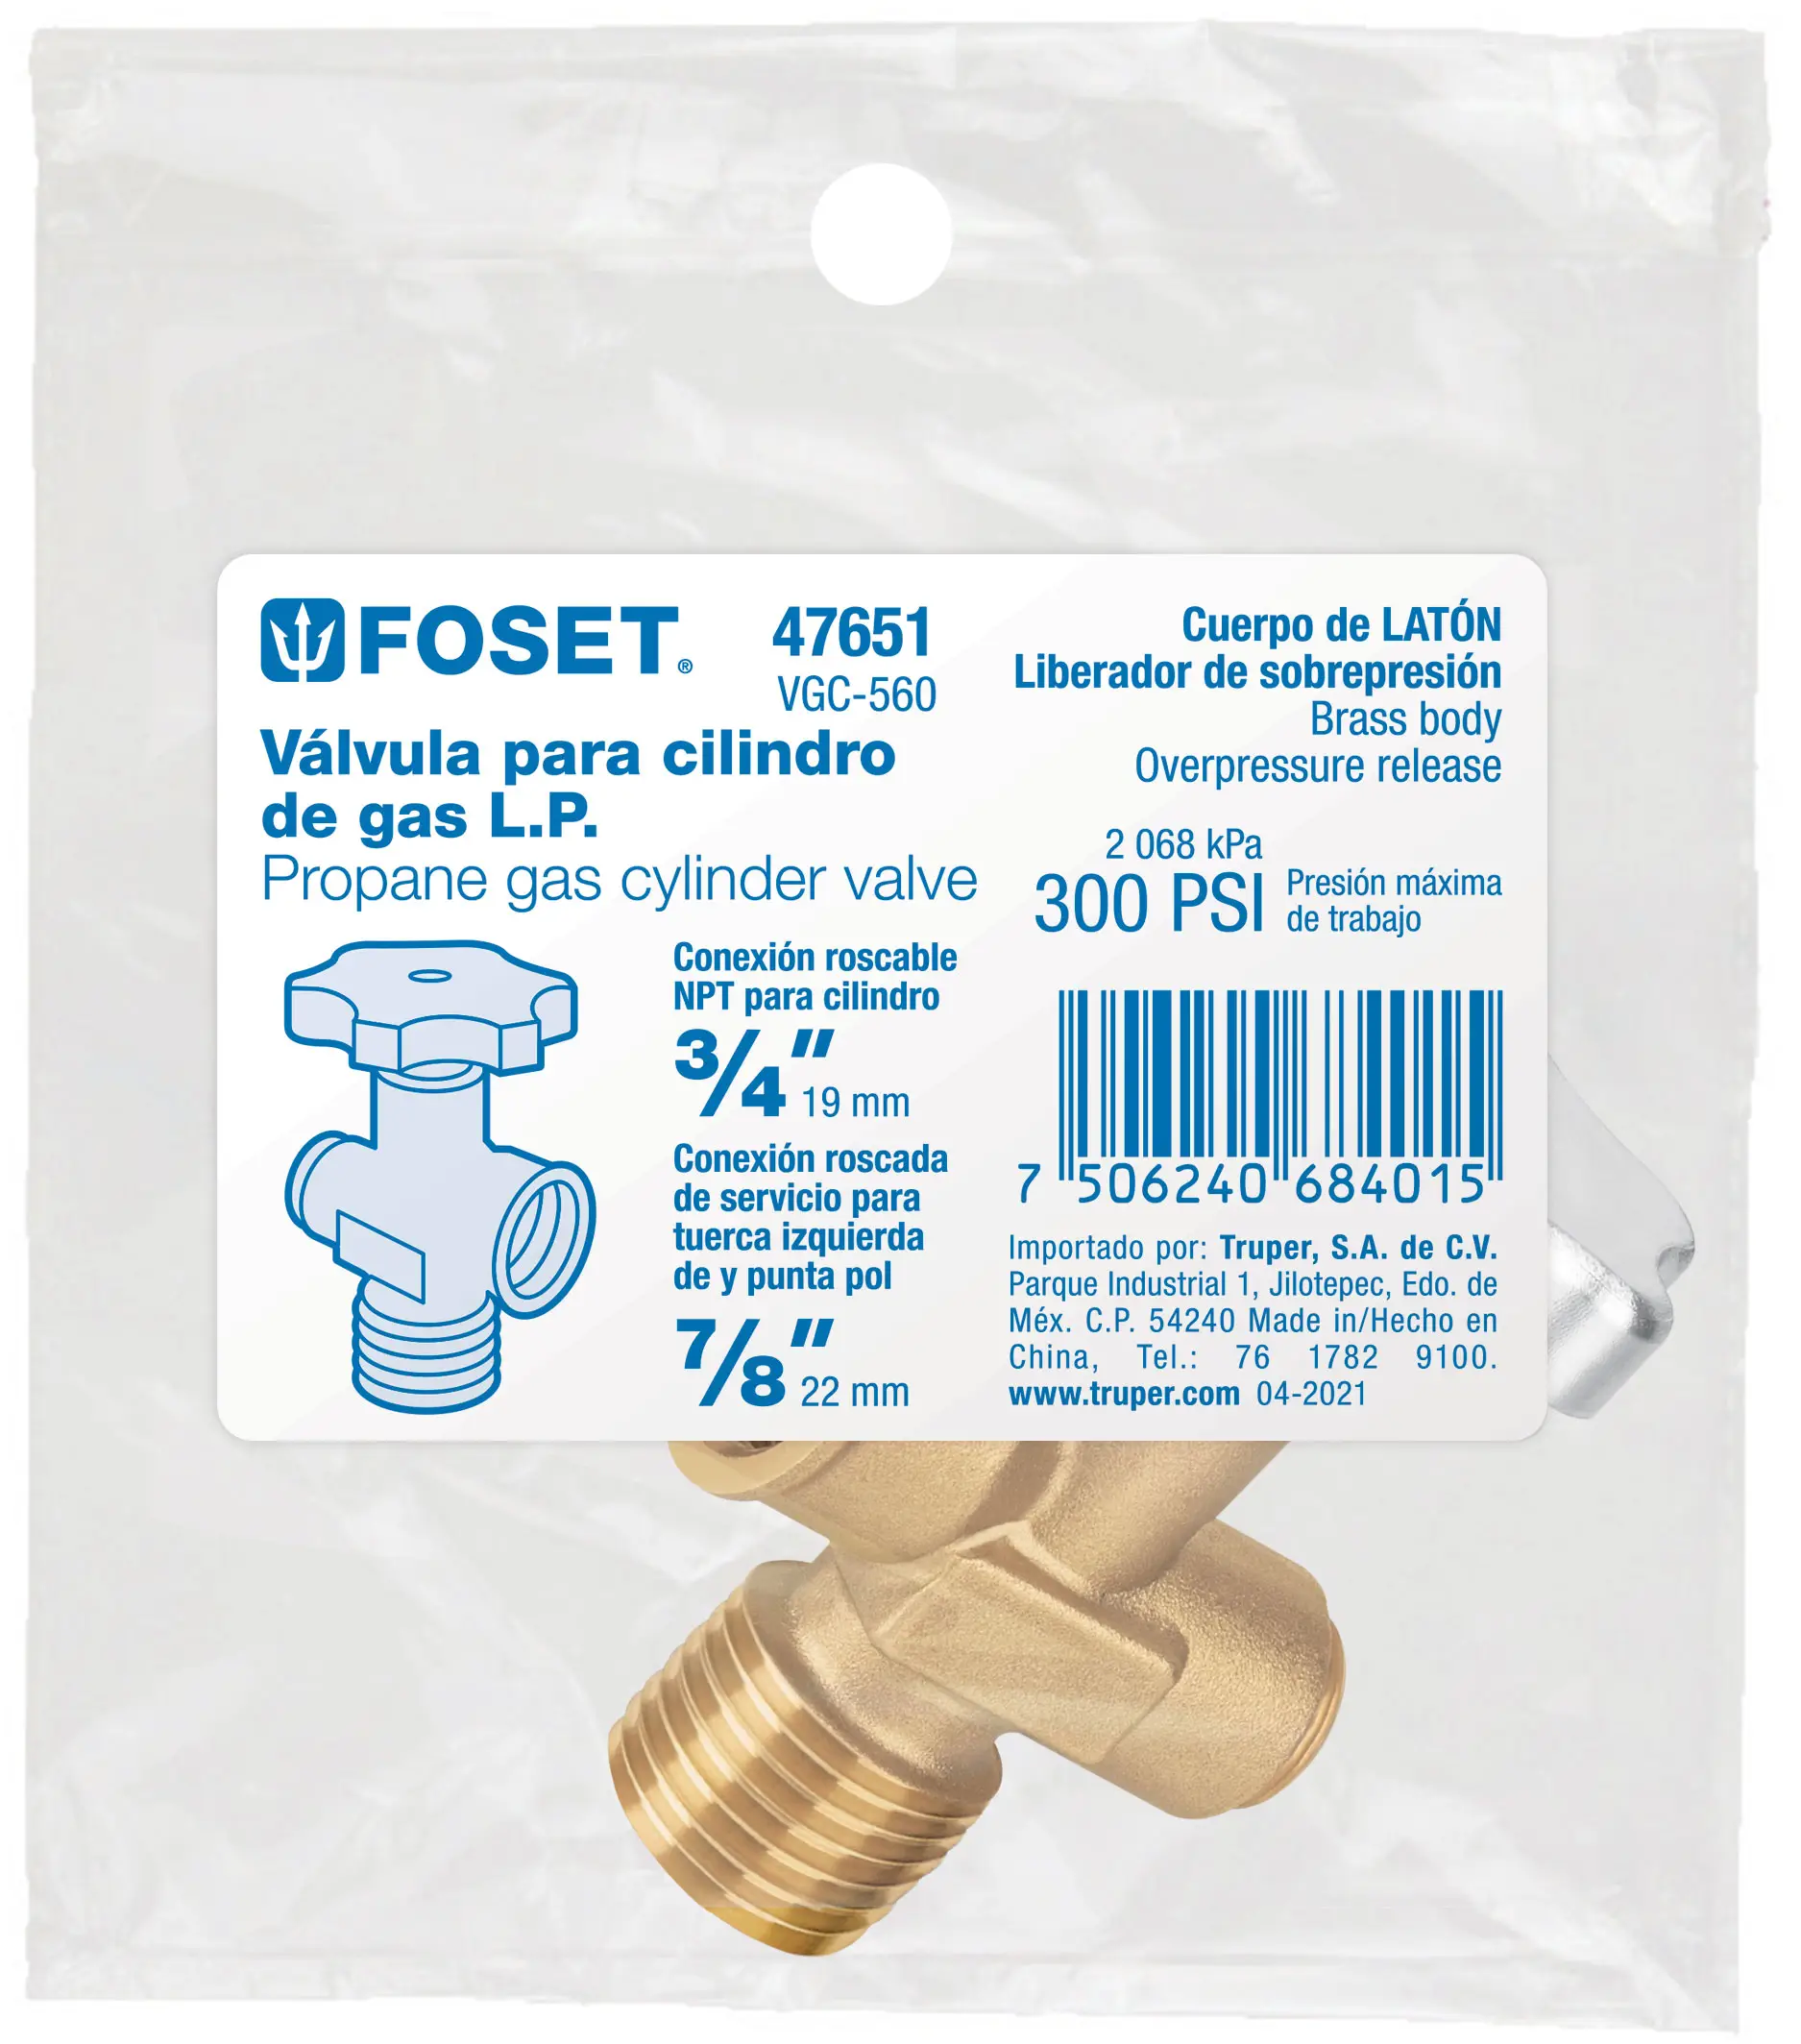 FOSET®
47651
VGC-560
Válvula para cilindro
de gas L.P.
Propane gas cylinder valve
Conexión roscable
NPT para cilindro
3/4"
19 mm
Conexión roscada
de servicio para
tuerca izquierda
de y punta pol
7/8"
22 mm
Cuerpo de LATÓN
Liberador de sobrepresión
Brass body
Overpressure release
2 068 kPa
300 PSI
Presión máxima
de trabajo
7 506240 684015
Importado por: Truper, S.A. de C.V.
Parque Industrial 1, Jilotepec, Edo. de
Méx. C.P. 54240 Made in/Hecho en
China, Tel.: 76 1782 9100.
www.truper.com 04-2021